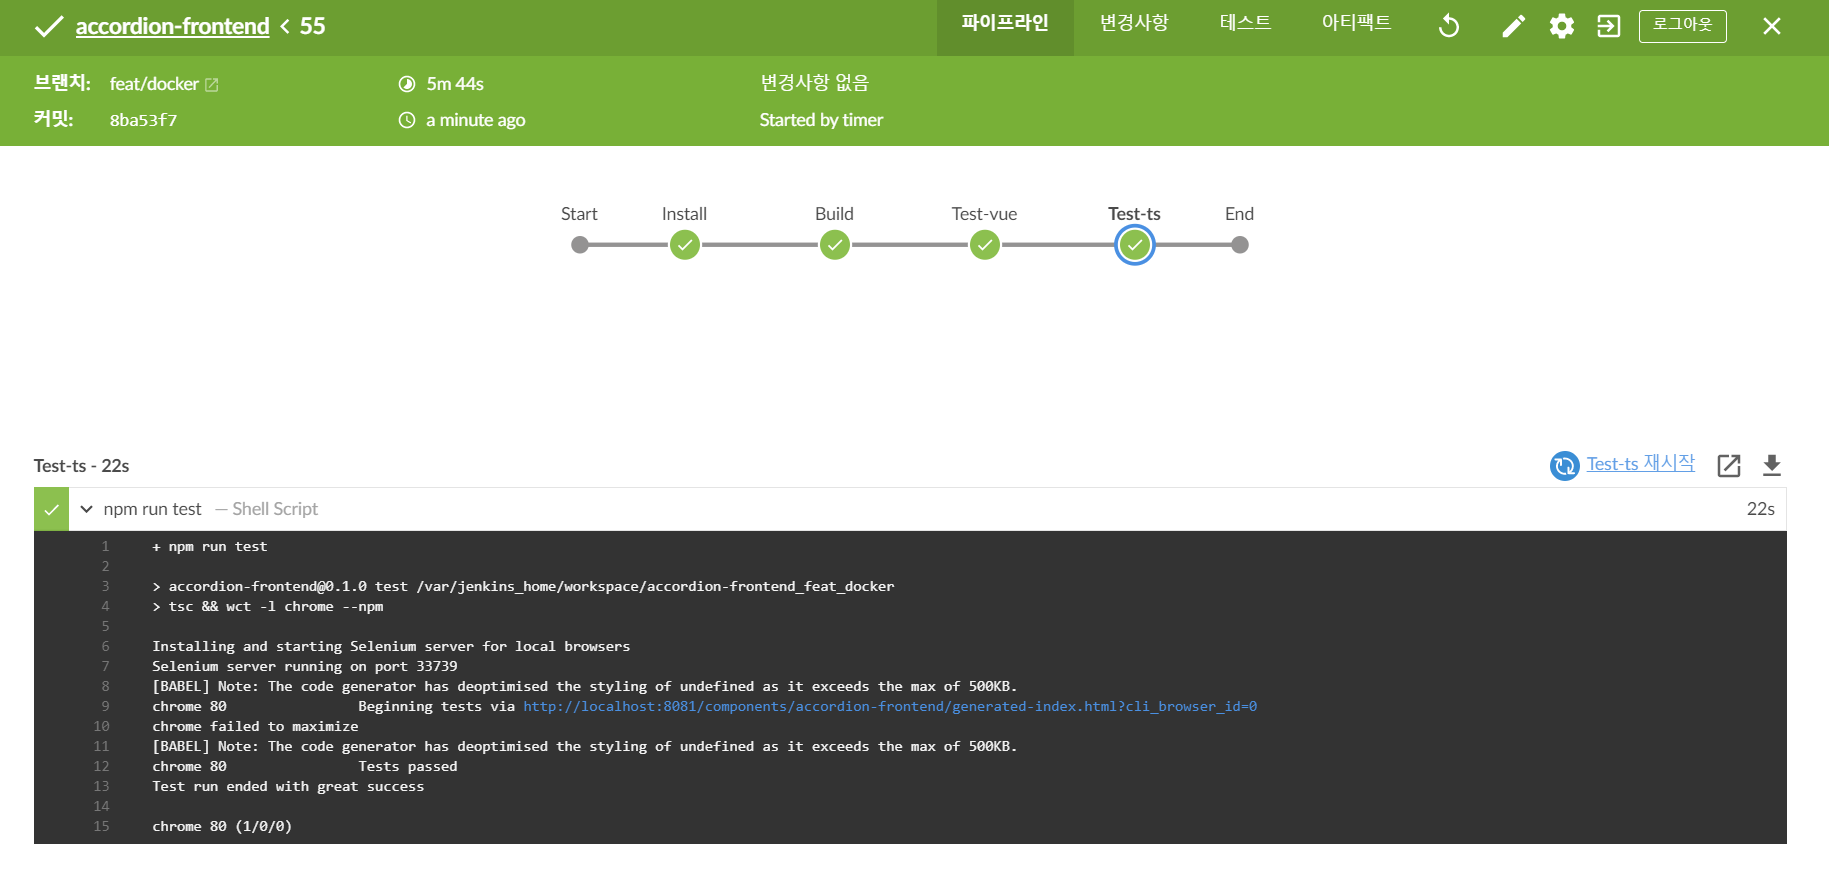 accordion-frontend < 55
파이프라인 변경사항 테스트 아티팩트 로그아웃
브랜치: feat/docker 5m 44s 변경사항 없음
커밋: 8ba53f7 a minute ago Started by timer
Start Install Build Test-vue Test-ts End
Test-ts - 22s Test-ts 재시작
npm run test — Shell Script 22s
1 + npm run test
2
3 > accordion-frontend@0.1.0 test /var/jenkins_home/workspace/accordion-frontend_feat_docker
4 > tsc && wct -l chrome --npm
5
6 Installing and starting Selenium server for local browsers
7 Selenium server running on port 33739
8 [BABEL] Note: The code generator has deoptimised the styling of undefined as it exceeds the max of 500KB.
9 chrome 80 Beginning tests via http://localhost:8081/components/accordion-frontend/generated-index.html?cli_browser_id=0
10 chrome failed to maximize
11 [BABEL] Note: The code generator has deoptimised the styling of undefined as it exceeds the max of 500KB.
12 chrome 80 Tests passed
13 Test run ended with great success
14
15 chrome 80 (1/0/0)